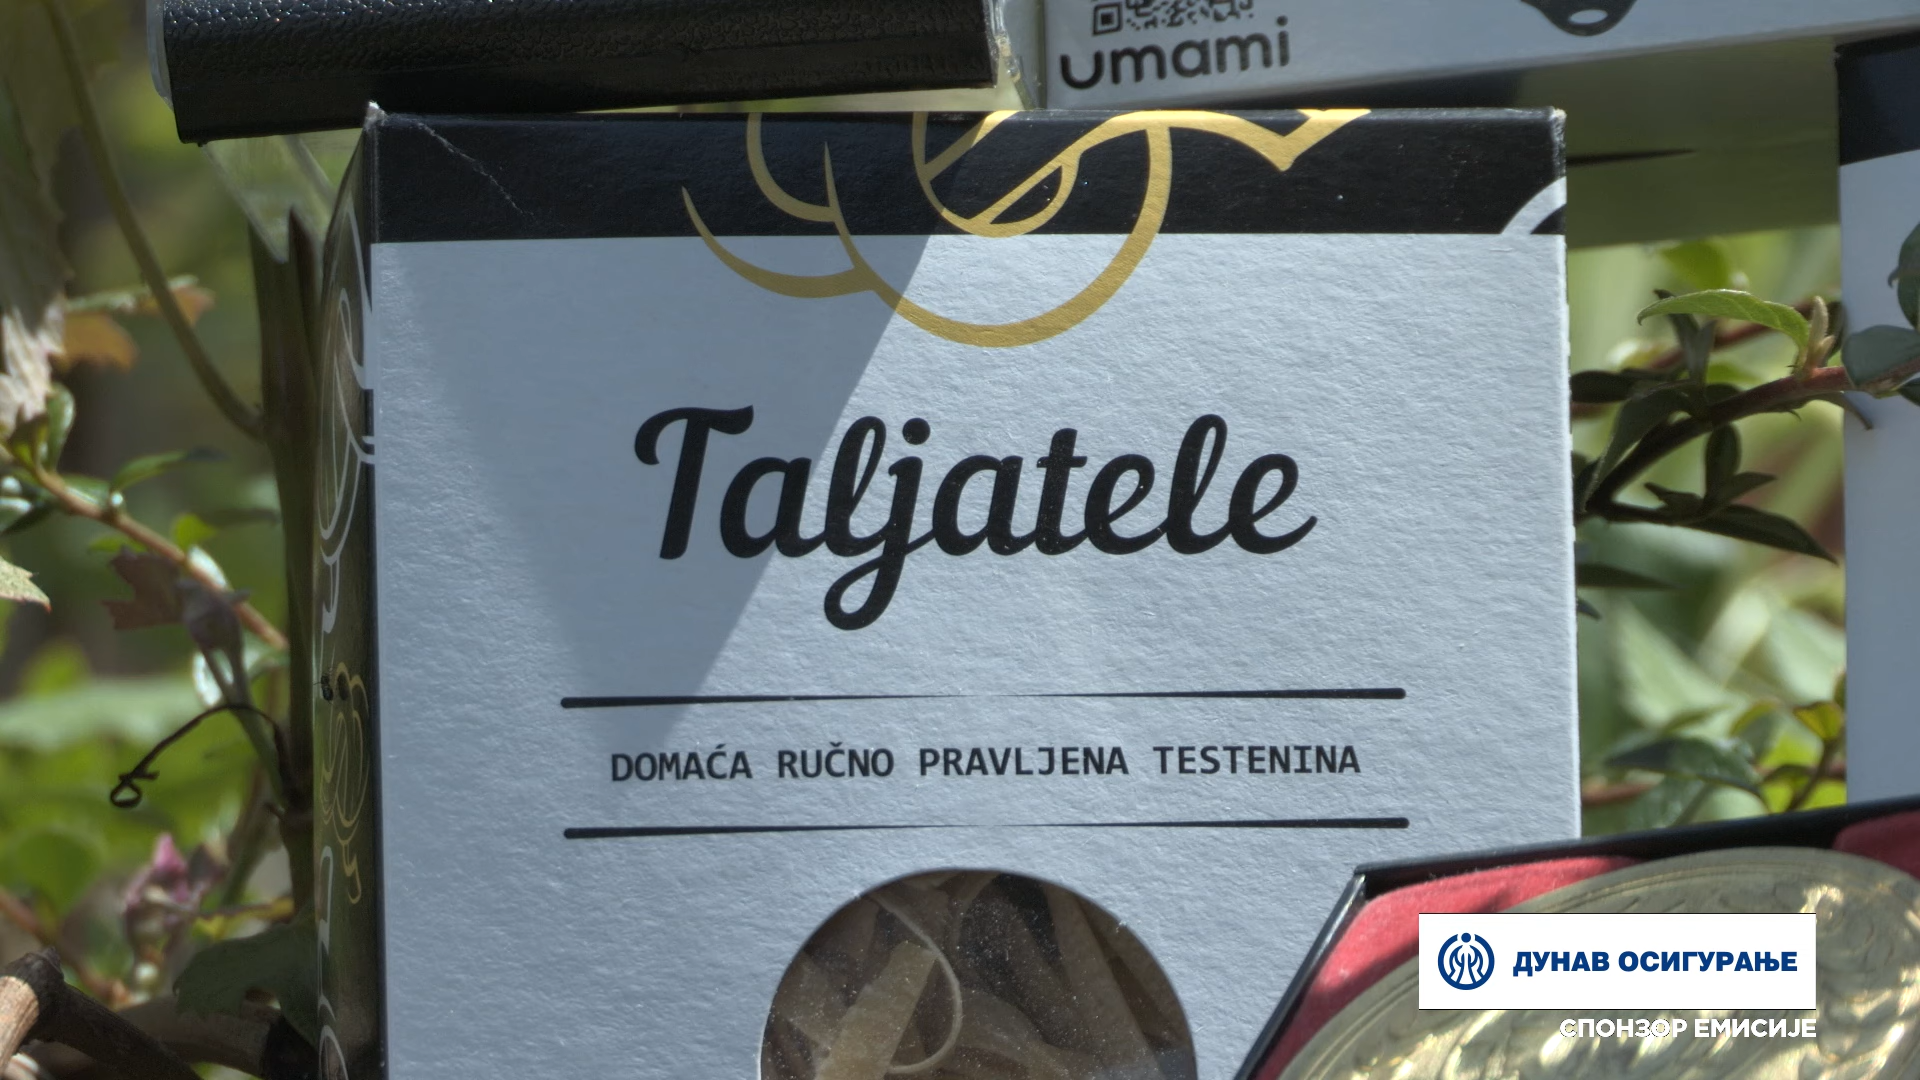 umami
Taljatele
DOMAĆA RUČNO PRAVLJENA TESTENINA
ДУНАВ ОСИГУРАЊЕ
СПОНЗОР ЕМИСИЈЕ